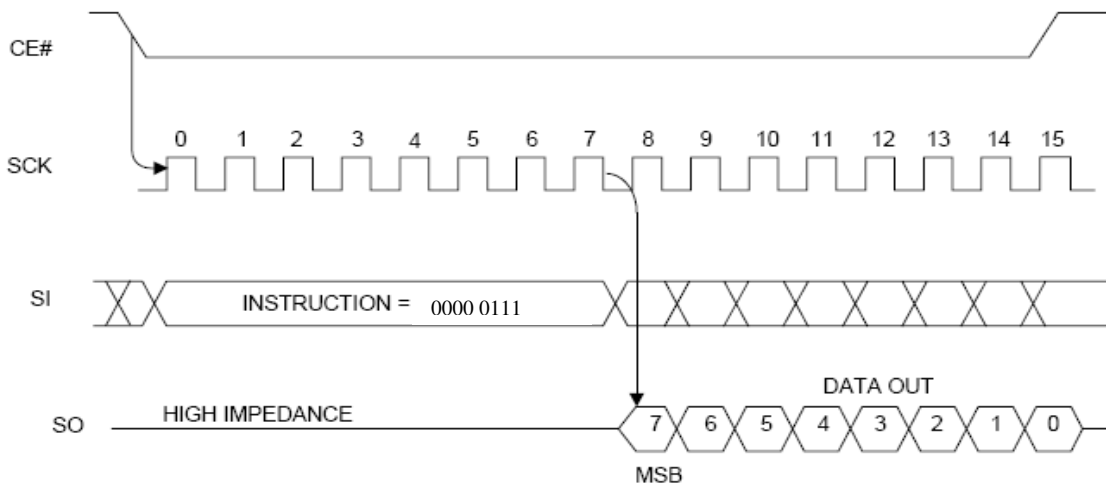 CE#
0 1 2 3 4 5 6 7 8 9 10 11 12 13 14 15
SCK
SI
INSTRUCTION = 0000 0111
DATA OUT
HIGH IMPEDANCE
SO
7 6 5 4 3 2 1 0
MSB